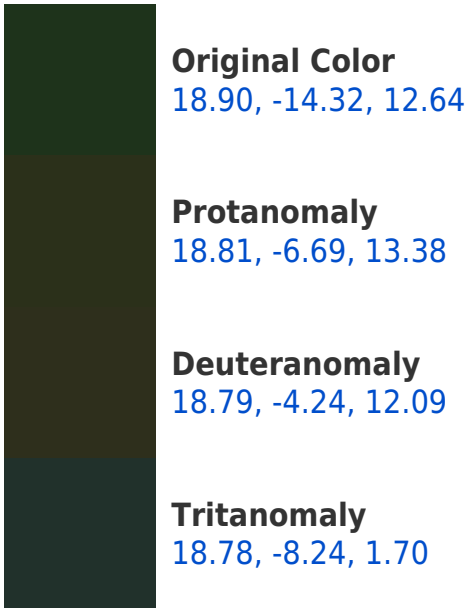 Original Color
18.90, -14.32, 12.64
Protanomaly
18.81, -6.69, 13.38
Deuteranomaly
18.79, -4.24, 12.09
Tritanomaly
18.78, -8.24, 1.70